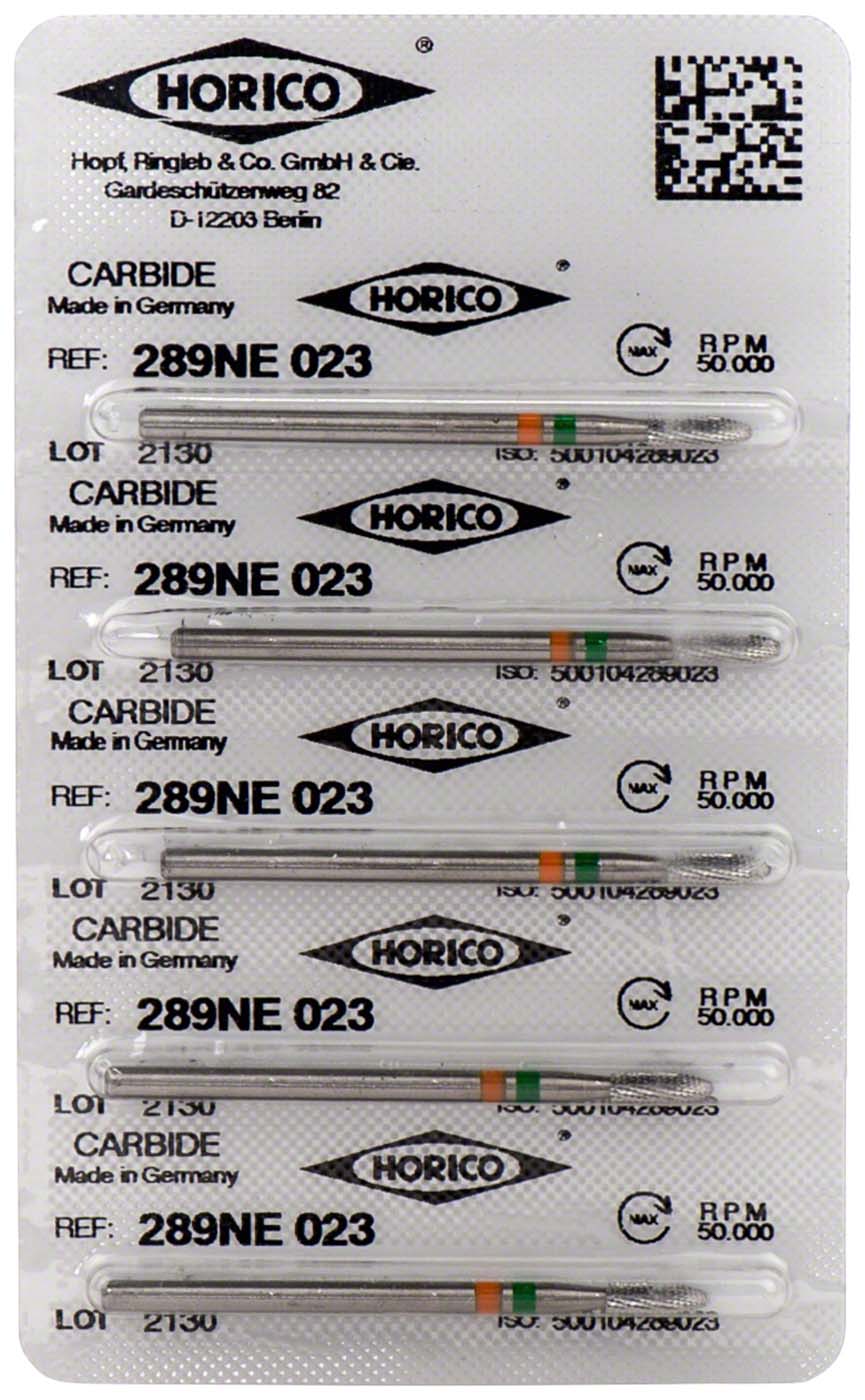 HORICO ®
Hopf, Ringleb & Co. GmbH & Cie.
Gardeschützenweg 82
D-12203 Berlin
CARBIDE
Made in Germany
HORICO ®
REF: 289NE 023
MAX
RPM
50.000
LOT 2130
ISO: 500104289023
CARBIDE
Made in Germany
HORICO ®
REF: 289NE 023
MAX
RPM
50.000
LOT 2130
ISO: 500104289023
CARBIDE
Made in Germany
HORICO ®
REF: 289NE 023
MAX
RPM
50.000
LOT 2130
ISO: 500104289023
CARBIDE
Made in Germany
HORICO ®
REF: 289NE 023
MAX
RPM
50.000
LOT 2130
ISO: 500104289023
CARBIDE
Made in Germany
HORICO ®
REF: 289NE 023
MAX
RPM
50.000
LOT 2130
ISO: 500104289023